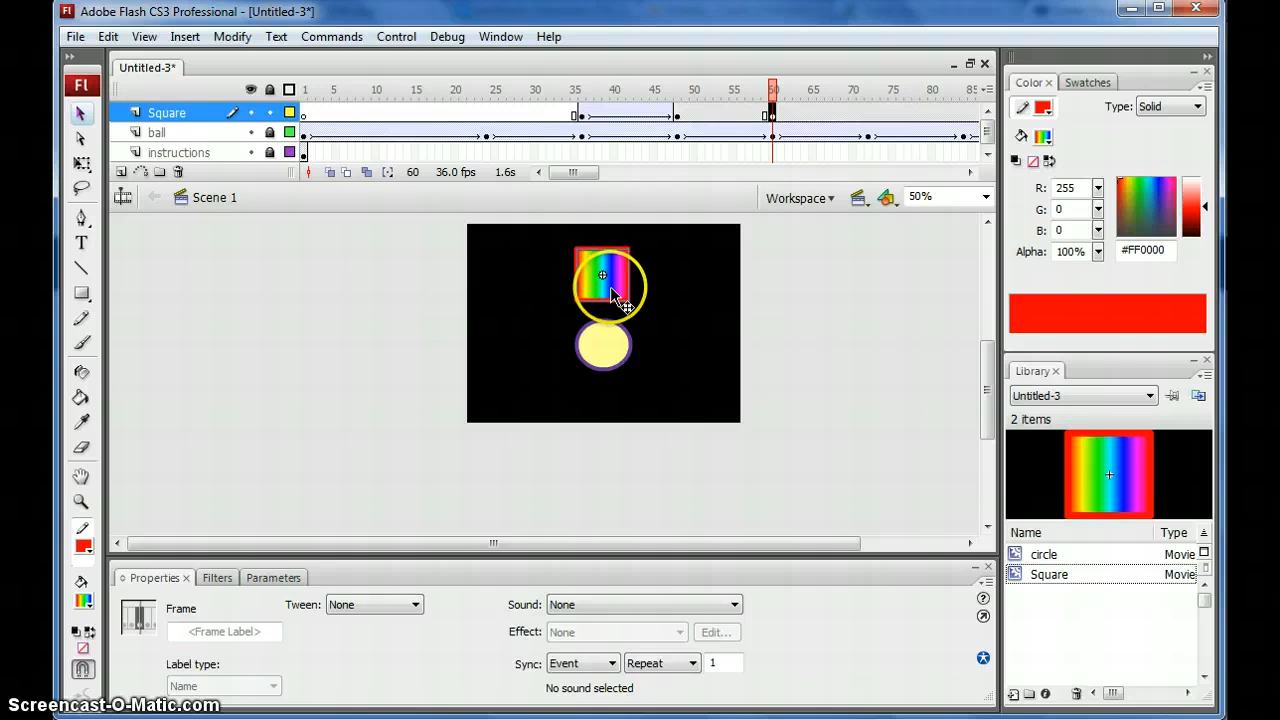 Fl Adobe Flash CS3 Professional - [Untitled-3*]
File Edit View Insert Modify Commands Control Debug Window Help
Fl
Untitled-3*
1 5 10 15 20 25 30 35 40 45 50 55 60 65 70 75 80 85
Square
ball
instructions
60 36.0 fps 1.6s
Scene 1
Workspace
50%
T
Color Swatches
Type: Solid
R: 255
G: 0
B: 0
Alpha: 100%
#FF0000
Library
Untitled-3
2 items
Name Type
circle Movie
Square Movie
Properties Filters Parameters
Frame
<Frame Label>
Label type:
Name
Tween: None
Sound: None
Effect: None Edit...
Sync: Event Repeat 1
No sound selected
Screencast-O-Matic.com